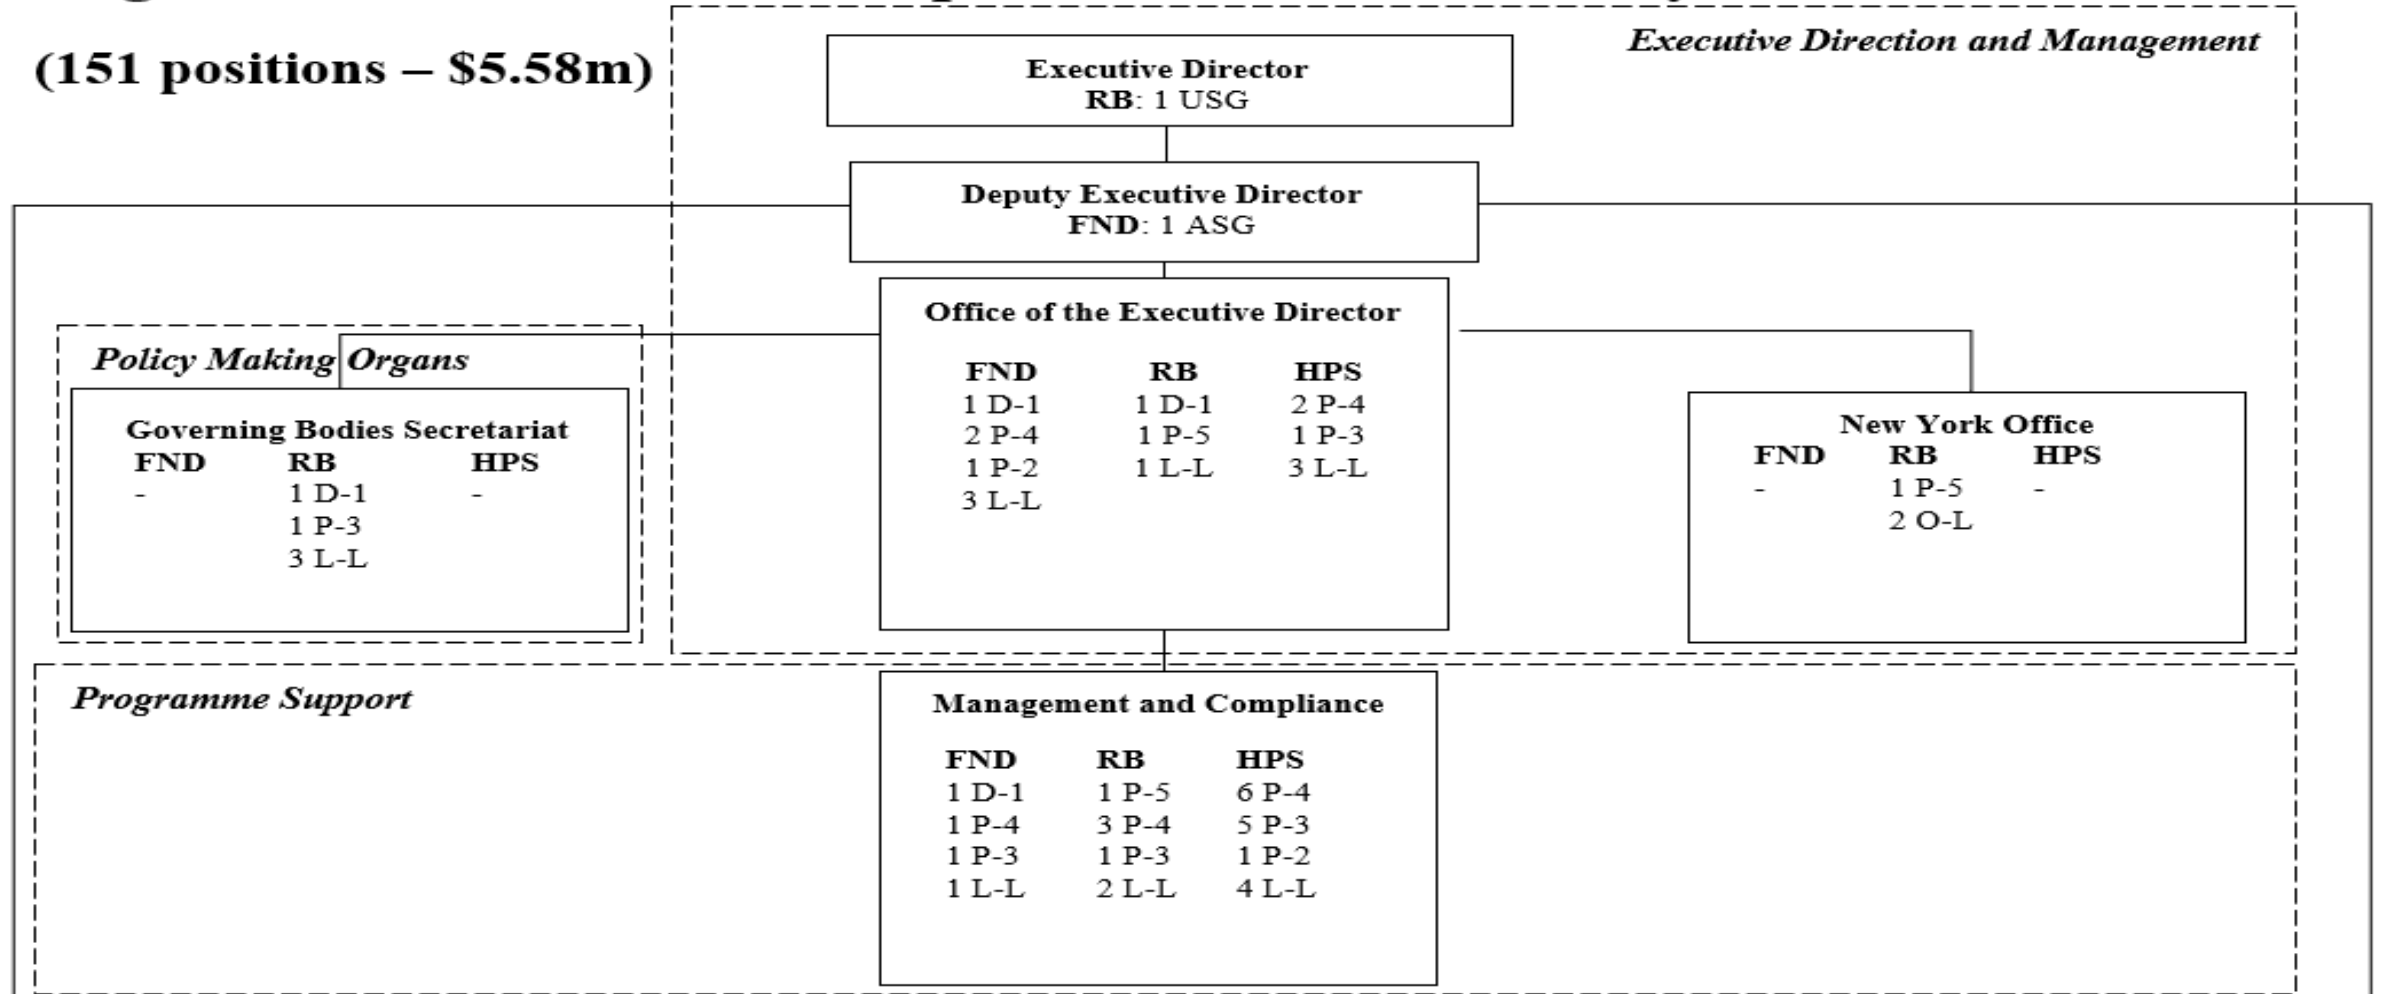 (151 positions – $5.58m)
Executive Direction and Management
Executive Director
RB: 1 USG
Deputy Executive Director
FND: 1 ASG
Office of the Executive Director
FND RB HPS
1 D-1 1 D-1 2 P-4
2 P-4 1 P-5 1 P-3
1 P-2 1 L-L 3 L-L
3 L-L
Policy Making Organs
Governing Bodies Secretariat
FND RB HPS
- 1 D-1 -
1 P-3
3 L-L
New York Office
FND RB HPS
- 1 P-5 -
2 O-L
Programme Support
Management and Compliance
FND RB HPS
1 D-1 1 P-5 6 P-4
1 P-4 3 P-4 5 P-3
1 P-3 1 P-3 1 P-2
1 L-L 2 L-L 4 L-L